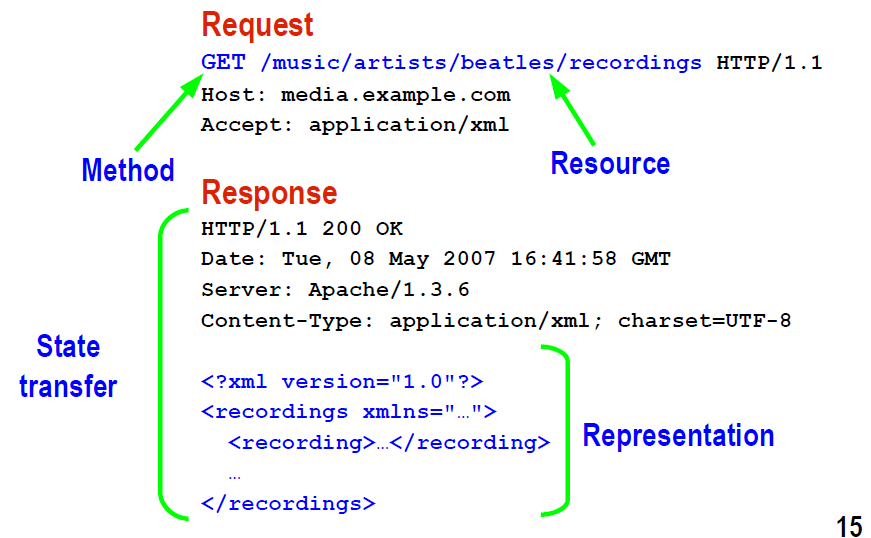 Request
GET /music/artists/beatles/recordings HTTP/1.1
Host: media.example.com
Accept: application/xml
Method
Resource
Response
HTTP/1.1 200 OK
Date: Tue, 08 May 2007 16:41:58 GMT
Server: Apache/1.3.6
Content-Type: application/xml; charset=UTF-8
State
transfer
<?xml version="1.0"?>
<recordings xmlns="…">
<recording>…</recording>
…
</recordings>
Representation
15